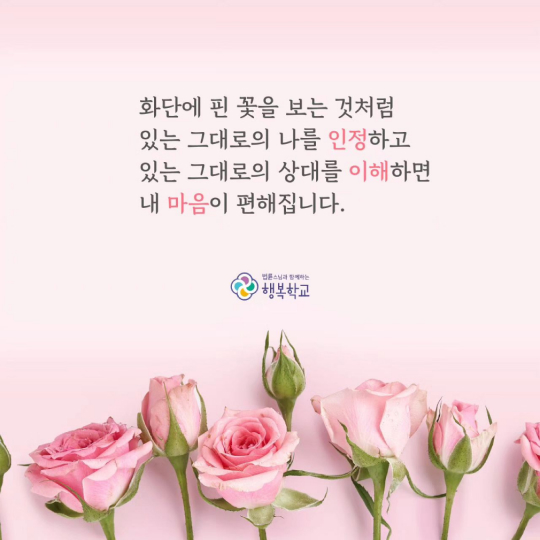 화단에 핀 꽃을 보는 것처럼
있는 그대로의 나를 인정하고
있는 그대로의 상대를 이해하면
내 마음이 편해집니다.
법륜스님과 함께하는
행복학교